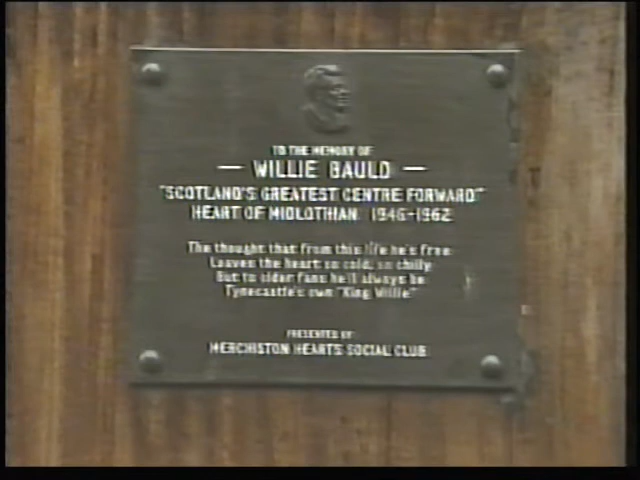 TO THE MEMORY OF
— WILLIE BAULD —
"SCOTLAND'S GREATEST CENTRE FORWARD"
HEART OF MIDLOTHIAN 1946-1962
The thought that from this life he's free
Leaves the heart so cold, so chilly
But to older fans he'll always be
Tynecastle's own "King Willie"
PRESENTED BY
MERCHISTON HEARTS SOCIAL CLUB